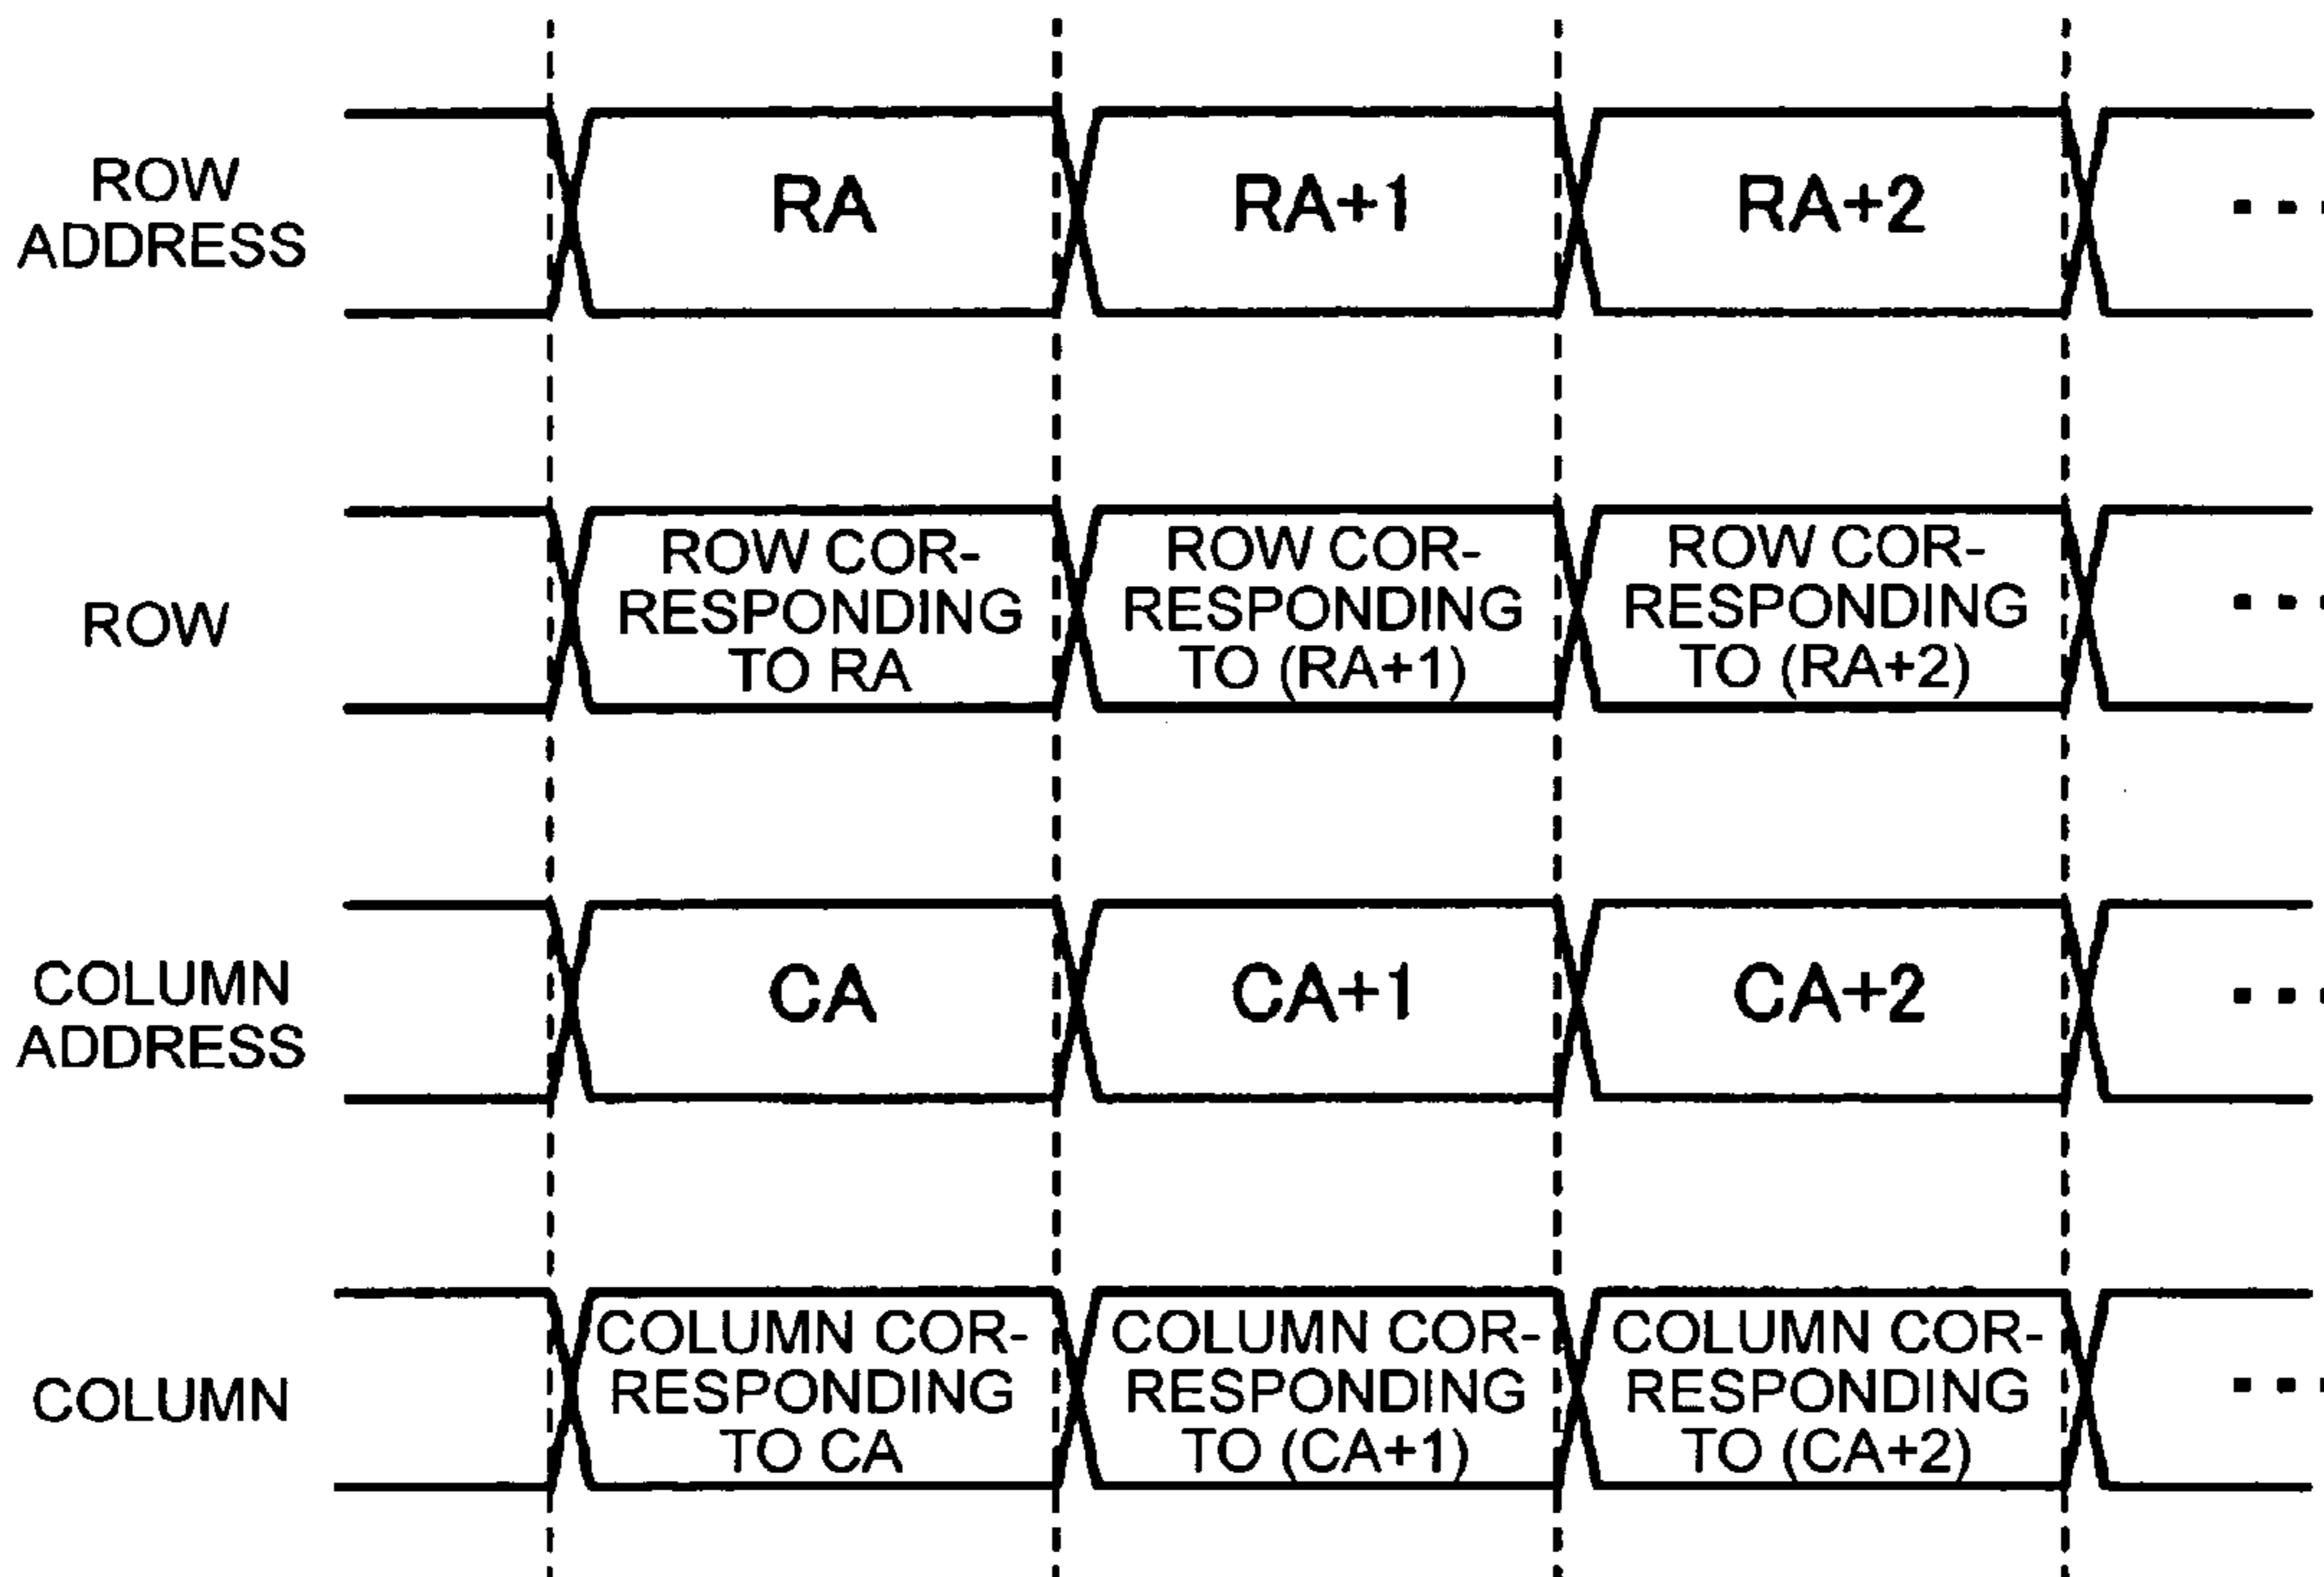 ROW
ADDRESS
RA
RA+1
RA+2
...
ROW
ROW COR-
RESPONDING
TO RA
ROW COR-
RESPONDING
TO (RA+1)
ROW COR-
RESPONDING
TO (RA+2)
...
COLUMN
ADDRESS
CA
CA+1
CA+2
...
COLUMN
COLUMN COR-
RESPONDING
TO CA
COLUMN COR-
RESPONDING
TO (CA+1)
COLUMN COR-
RESPONDING
TO (CA+2)
...